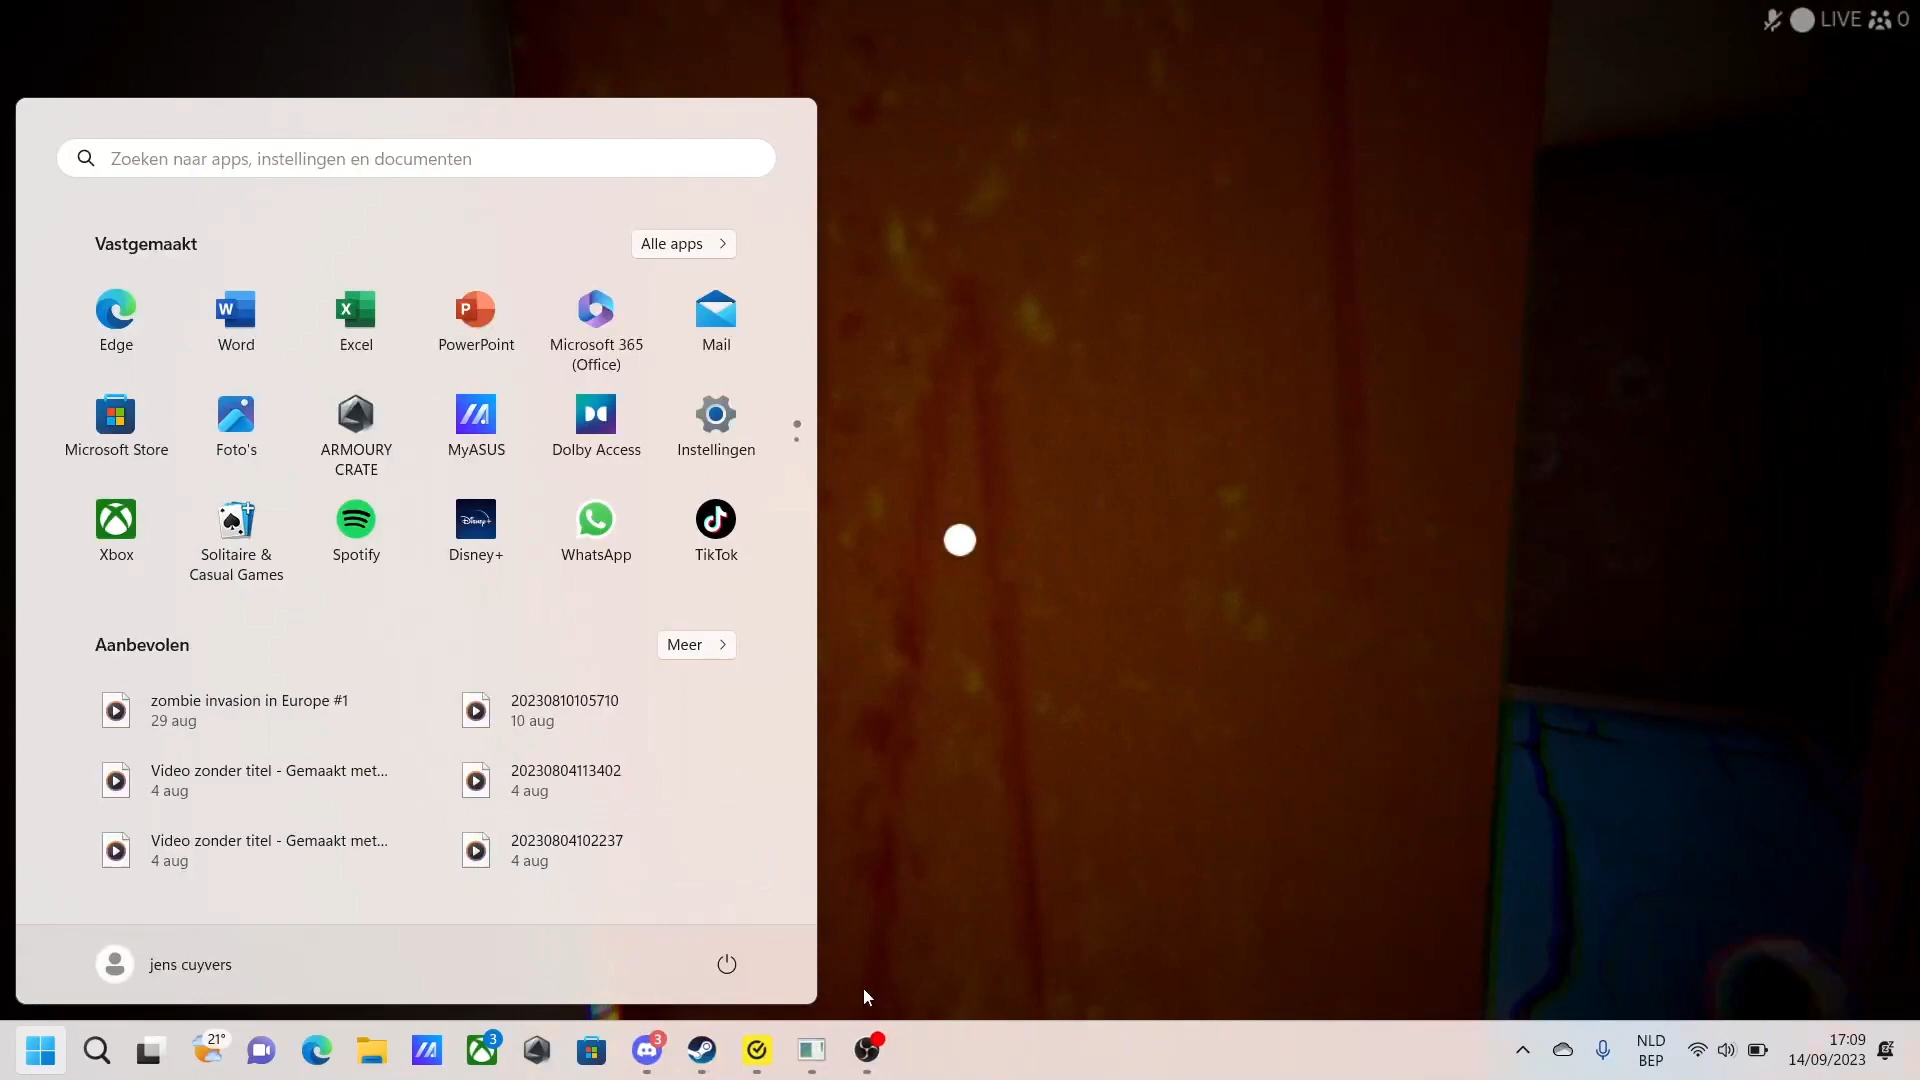 LIVE 0
Zoeken naar apps, instellingen en documenten
Vastgemaakt
Alle apps
Edge
Word
Excel
PowerPoint
Microsoft 365
(Office)
Mail
Microsoft Store
Foto's
ARMOURY
CRATE
MyASUS
Dolby Access
Instellingen
Xbox
Solitaire &
Casual Games
Spotify
Disney+
Disney+
WhatsApp
TikTok
Aanbevolen
Meer
zombie invasion in Europe #1
29 aug
20230810105710
10 aug
Video zonder titel - Gemaakt met...
4 aug
20230804113402
4 aug
Video zonder titel - Gemaakt met...
4 aug
20230804102237
4 aug
jens cuyvers
21°
3
3
NLD
BEP
17:09
14/09/2023